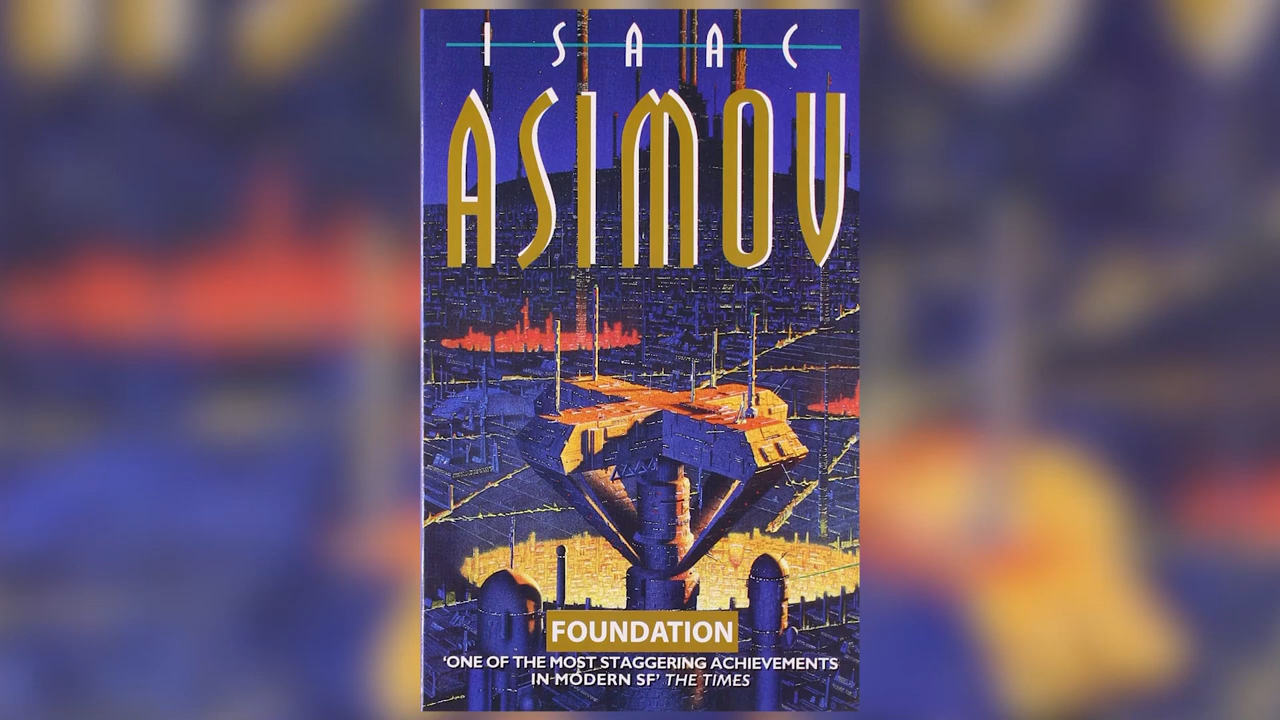 ISAAC
ASIMOV
FOUNDATION
‘ONE OF THE MOST STAGGERING ACHIEVEMENTS
IN MODERN SF’ THE TIMES